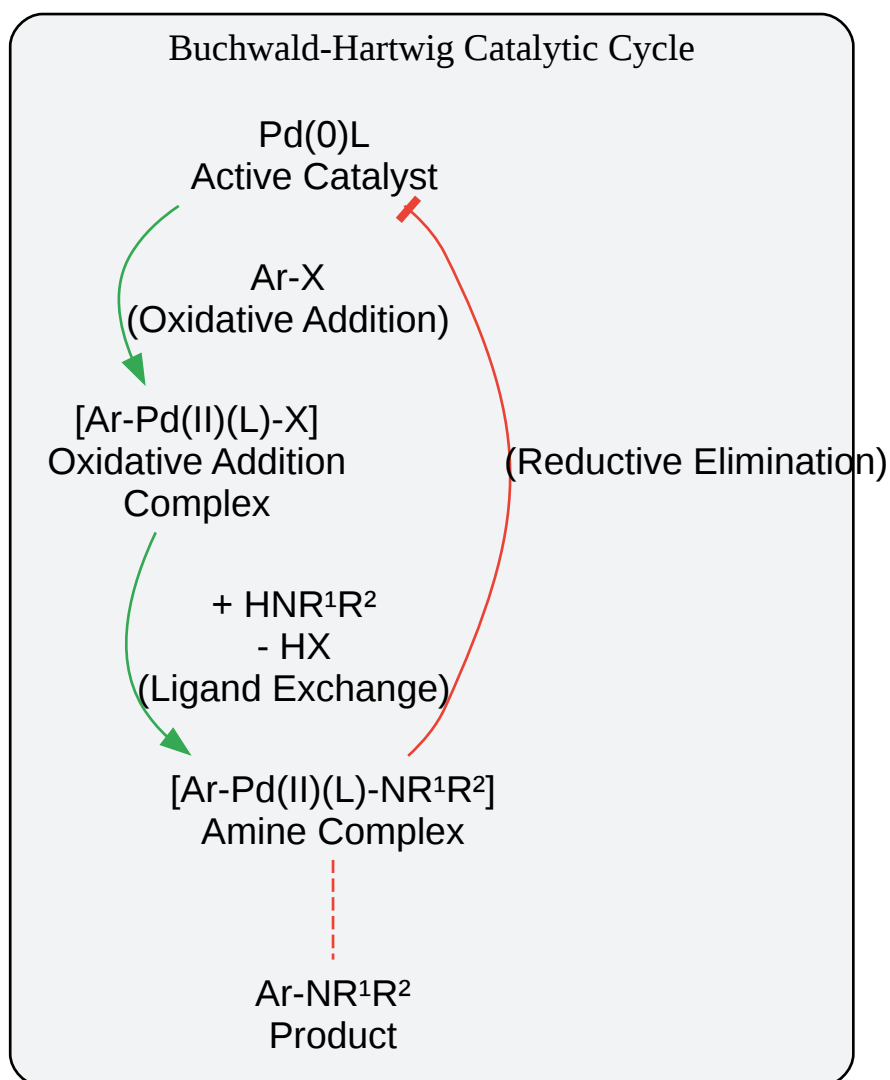 Buchwald-Hartwig Catalytic Cycle
Pd(0)L
Active Catalyst
Ar-X
(Oxidative Addition)
[Ar-Pd(II)(L)-X]
Oxidative Addition
Complex
(Reductive Elimination)
+ HNR¹R²
- HX
(Ligand Exchange)
[Ar-Pd(II)(L)-NR¹R²]
Amine Complex
Ar-NR¹R²
Product